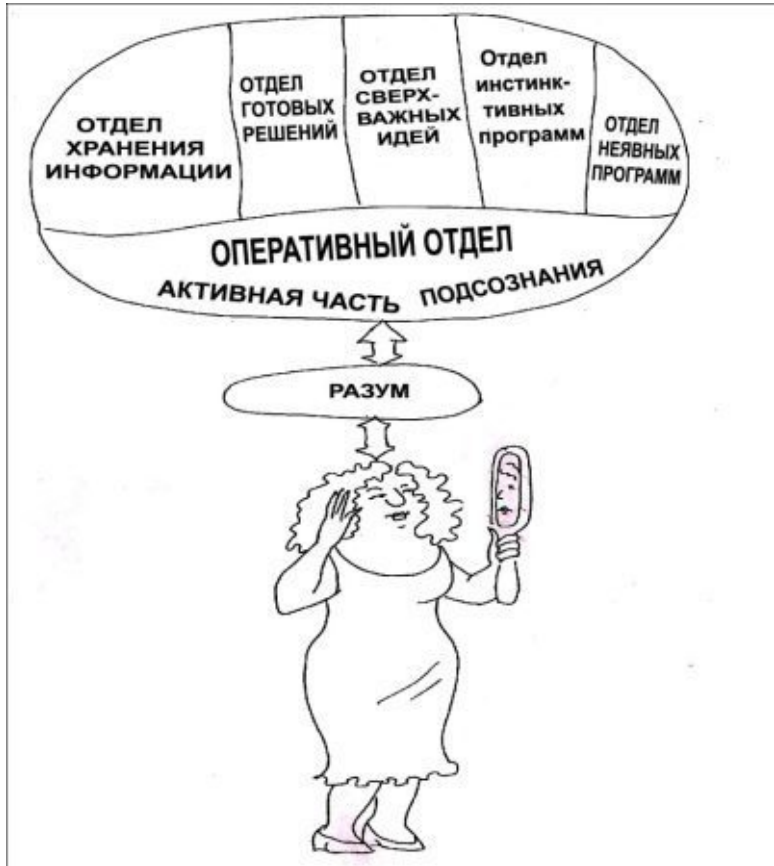 ОТДЕЛ
ХРАНЕНИЯ
ИНФОРМАЦИИ
ОТДЕЛ
ГОТОВЫХ
РЕШЕНИЙ
ОТДЕЛ
СВЕРХ-
ВАЖНЫХ
ИДЕЙ
Отдел
инстинк-
тивных
программ
ОТДЕЛ
НЕЯВНЫХ
ПРОГРАММ
ОПЕРАТИВНЫЙ ОТДЕЛ
АКТИВНАЯ ЧАСТЬ ПОДСОЗНАНИЯ
РАЗУМ